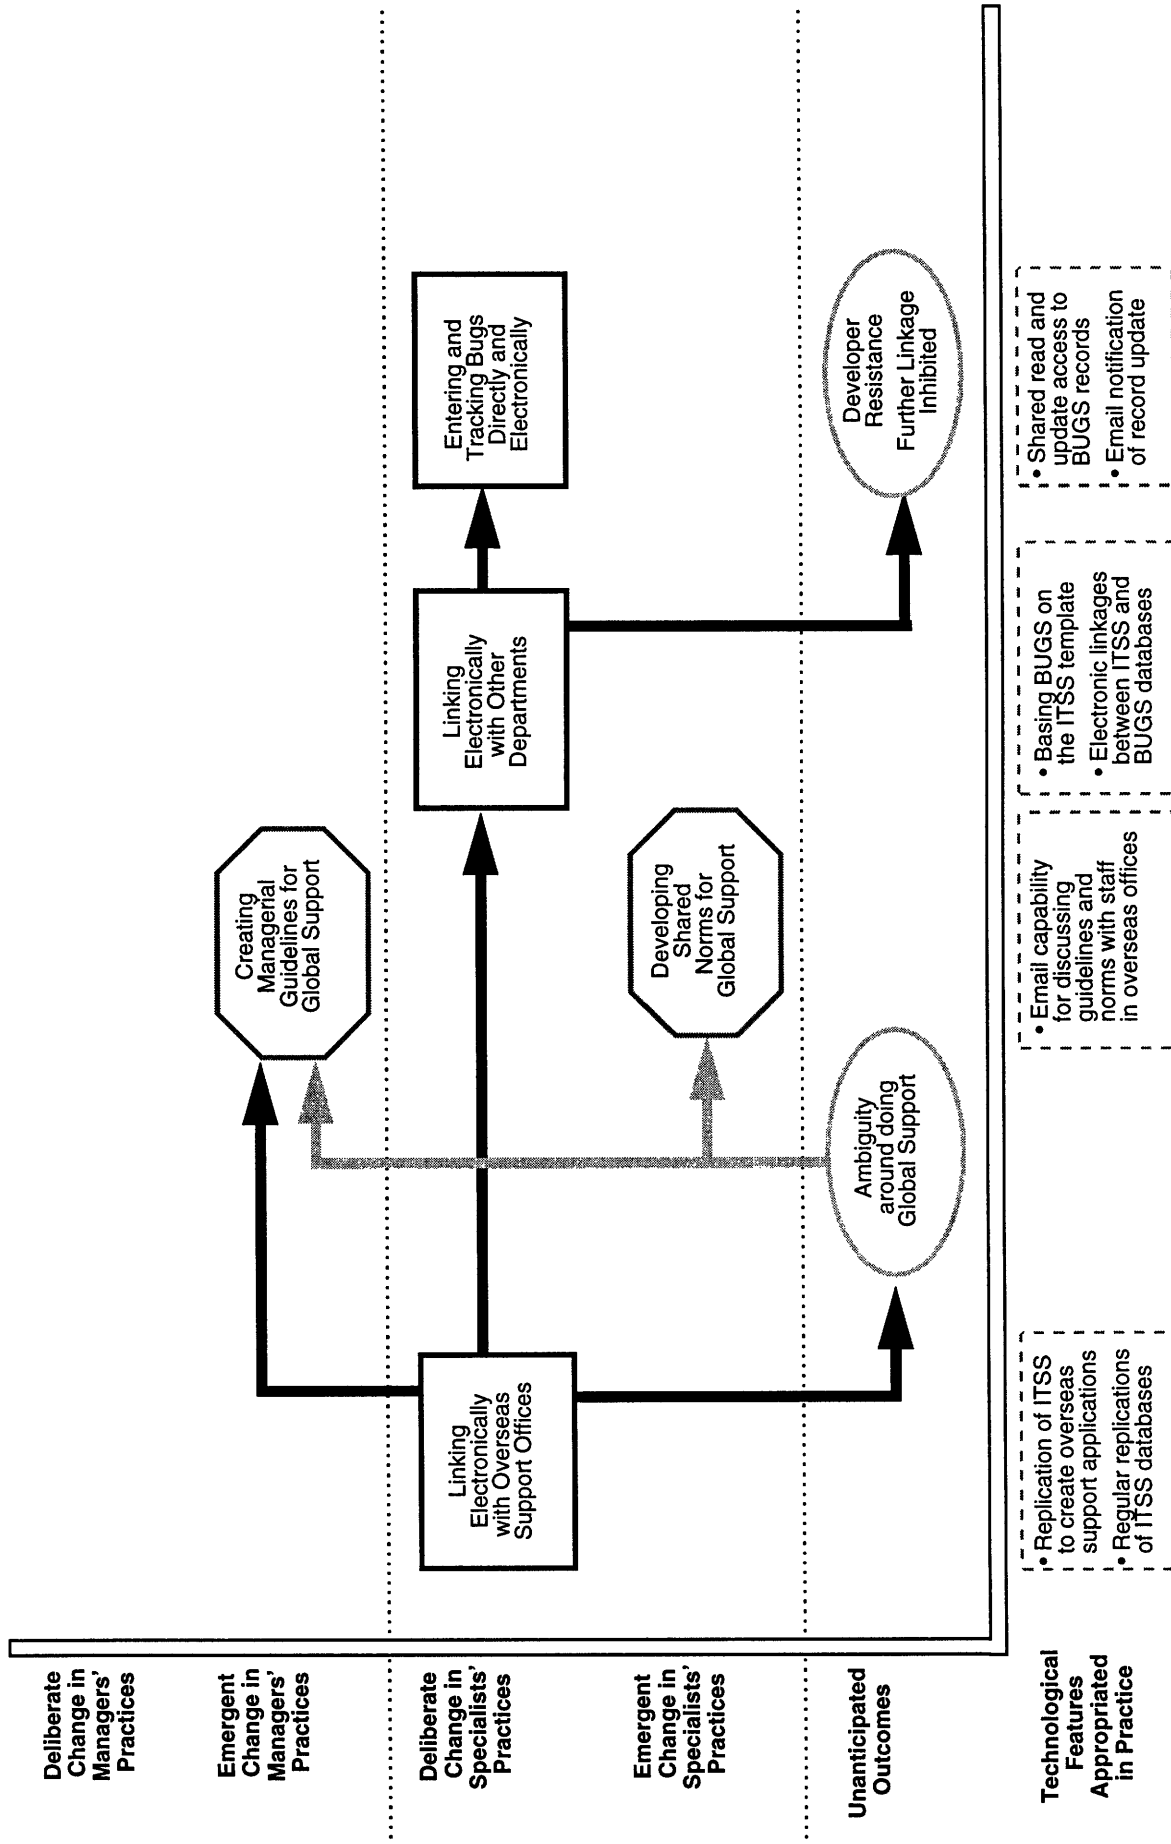 Deliberate
Change in
Managers'
Practices
Emergent
Change in
Managers'
Practices
Creating
Managerial
Guidelines for
Global Support
Deliberate
Change in
Specialists'
Practices
Linking
Electronically
with Overseas
Support Offices
Linking
Electronically
with Other
Departments
Entering and
Tracking Bugs
Directly and
Electronically
Emergent
Change in
Specialists'
Practices
Developing
Shared
Norms for
Global Support
Unanticipated
Outcomes
Ambiguity
around doing
Global Support
Developer
Resistance
Further Linkage
Inhibited
Technological
Features
Appropriated
in Practice
• Replication of ITSS
to create overseas
support applications
• Regular replications
of ITSS databases
• Email capability
for discussing
guidelines and
norms with staff
in overseas offices
• Basing BUGS on
the ITSS template
• Electronic linkages
between ITSS and
BUGS databases
• Shared read and
update access to
BUGS records
• Email notification
of record update